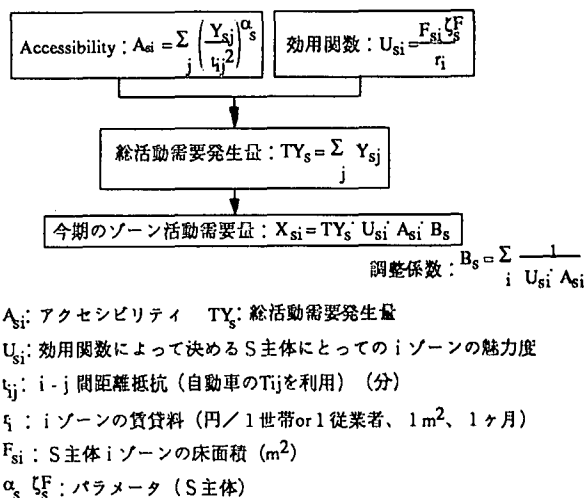 Accessibility : A_si = Σ_j (Y_sj / t_ij^2)^α_s
効用関数 : U_si = F_si^ζ_s^F / r_i
総活動需要発生量 : TY_s = Σ_j Y_sj
今期のゾーン活動需要量 : X_si = TY_s · U_si · A_si · B_s
調整係数 : B_s = Σ_i 1 / (U_si · A_si)
A_si: アクセシビリティ TY_s: 総活動需要発生量
U_si: 効用関数によって決めるS主体にとってのiゾーンの魅力度
t_ij: i - j 間距離抵抗 (自動車のTijを利用) (分)
r_i : iゾーンの賃貸料 (円/1世帯or1従業者、1m^2、1ヶ月)
F_si : S主体iゾーンの床面積 (m^2)
α_s ζ_s^F : パラメータ (S主体)